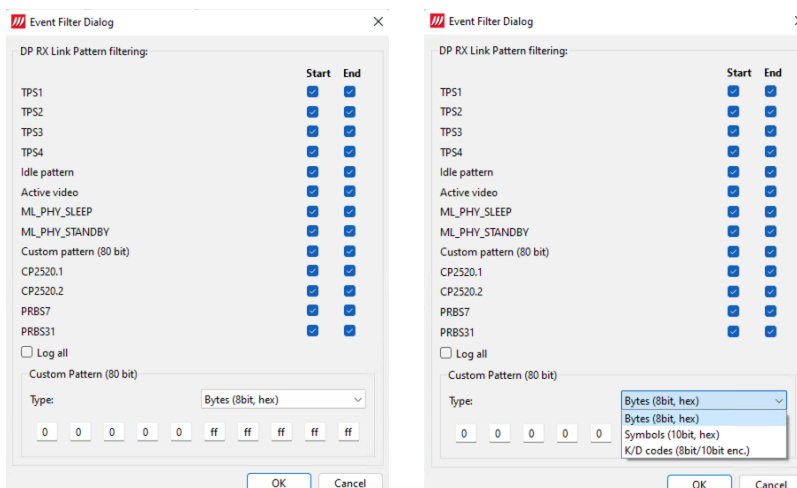 Event Filter Dialog
DP RX Link Pattern filtering:
Start End
TPS1
TPS2
TPS3
TPS4
Idle pattern
Active video
ML_PHY_SLEEP
ML_PHY_STANDBY
Custom pattern (80 bit)
CP2520.1
CP2520.2
PRBS7
PRBS31
Log all
Custom Pattern (80 bit)
Type: Bytes (8bit, hex)
0 0 0 0 0 ff ff ff ff ff
OK Cancel
Event Filter Dialog
DP RX Link Pattern filtering:
Start End
TPS1
TPS2
TPS3
TPS4
Idle pattern
Active video
ML_PHY_SLEEP
ML_PHY_STANDBY
Custom pattern (80 bit)
CP2520.1
CP2520.2
PRBS7
PRBS31
Log all
Custom Pattern (80 bit)
Type: Bytes (8bit, hex)
Bytes (8bit, hex)
0 0 0 0 0 Symbols (10bit, hex)
K/D codes (8bit/10bit enc.)
OK Cancel